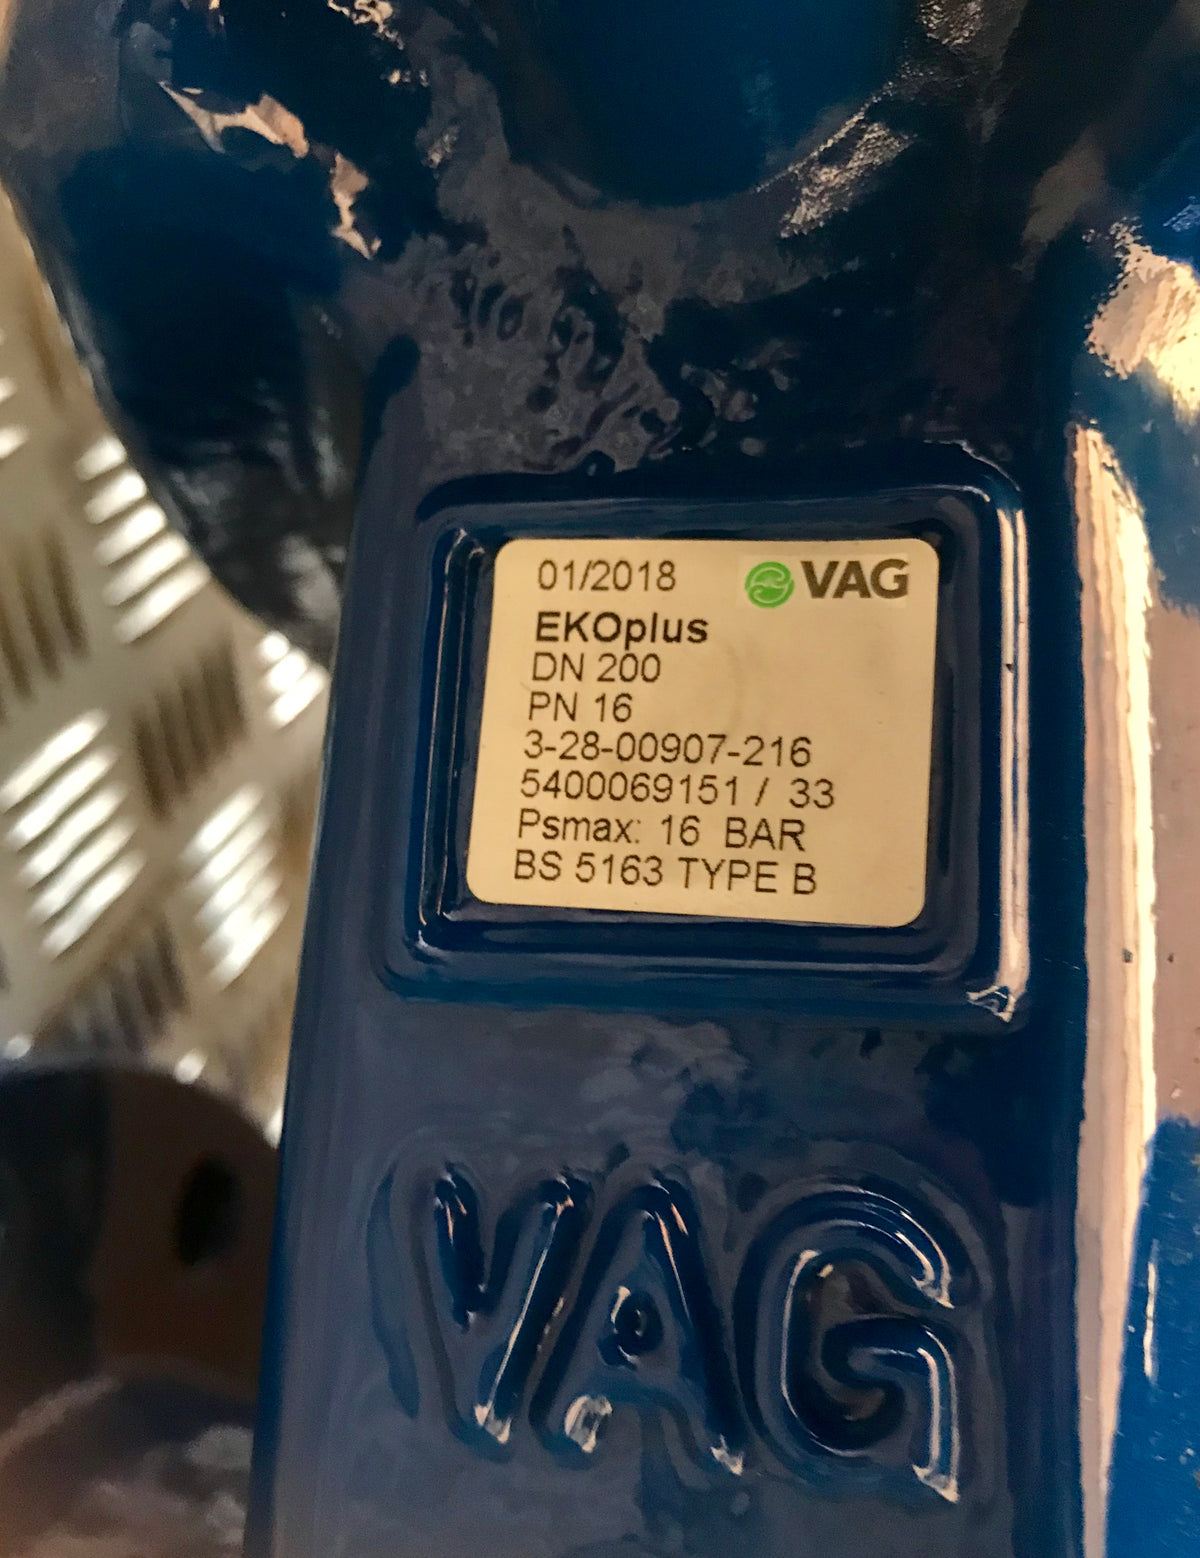 01/2018 VAG
EKOplus
DN 200
PN 16
3-28-00907-216
5400069151 / 33
Psmax: 16 BAR
BS 5163 TYPE B
VAG